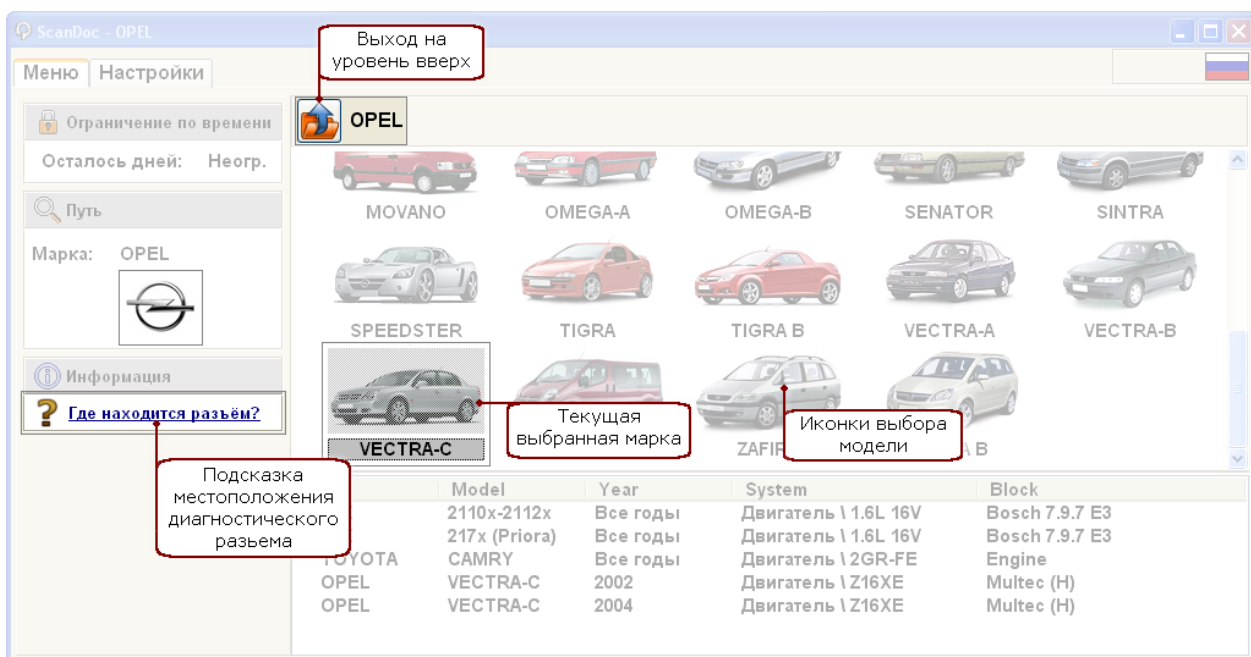 ScanDoc - OPEL
Выход на
уровень вверх
Меню
Настройки
Ограничение по времени
Осталось дней: Неогр.
Путь
Марка: OPEL
Информация
Где находится разъём?
Подсказка
местоположения
диагностического
разъема
OPEL
MOVANO OMEGA-A OMEGA-B SENATOR SINTRA
SPEEDSTER TIGRA TIGRA B VECTRA-A VECTRA-B
VECTRA-C
Текущая
выбранная марка
Иконки выбора
модели
B
Model Year System Block
2110x-2112x Все годы Двигатель \ 1.6L 16V Bosch 7.9.7 E3
217x (Priora) Все годы Двигатель \ 1.6L 16V Bosch 7.9.7 E3
TOYOTA CAMRY Все годы Двигатель \ 2GR-FE Engine
OPEL VECTRA-C 2002 Двигатель \ Z16XE Multec (H)
OPEL VECTRA-C 2004 Двигатель \ Z16XE Multec (H)